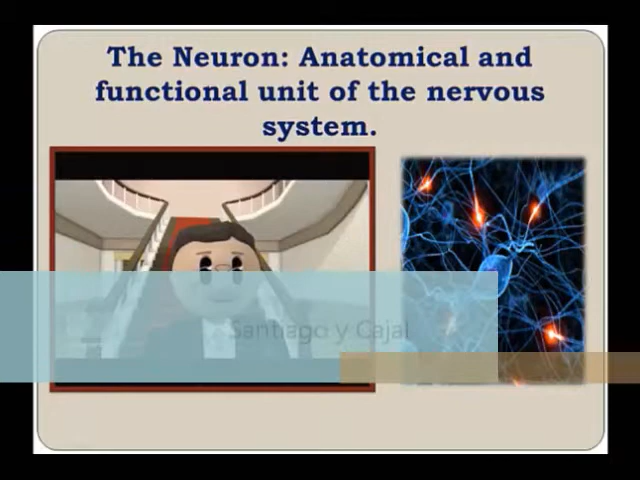 The Neuron: Anatomical and
functional unit of the nervous
system.
Santiago y Cajal